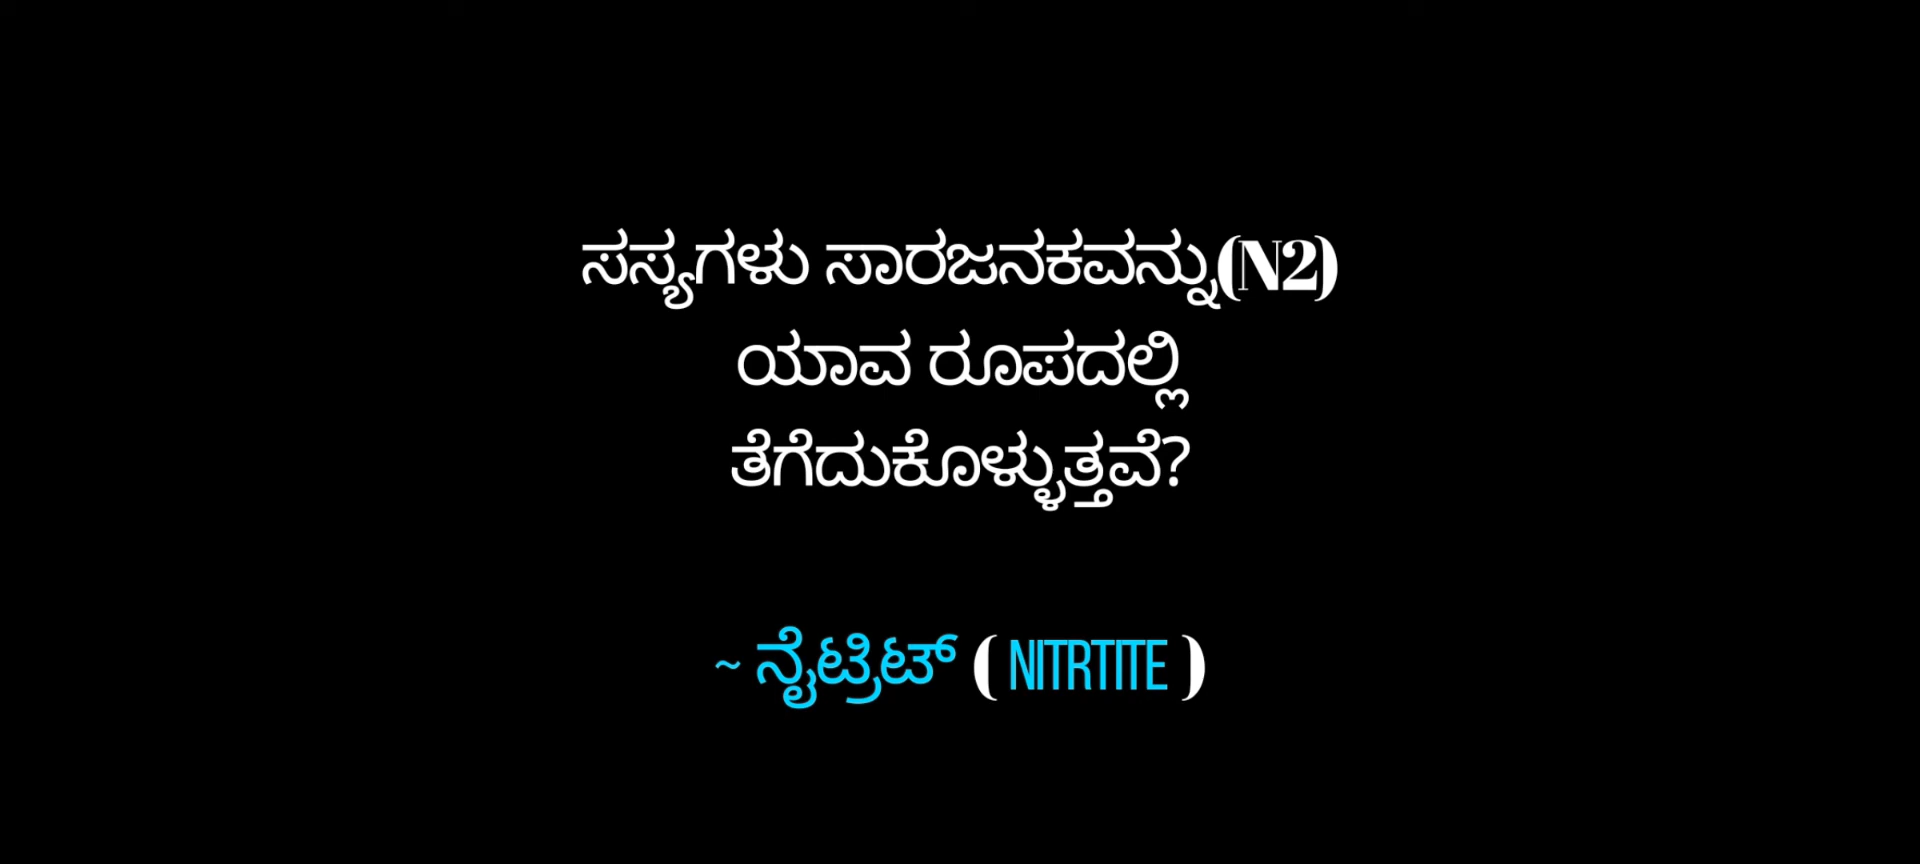 ಸಸ್ಯಗಳು ಸಾರಜನಕವನ್ನು(N2)
ಯಾವ ರೂಪದಲ್ಲಿ
ತೆಗೆದುಕೊಳ್ಳುತ್ತವೆ?
~ ನೈಟ್ರಿಟ್ ( NITRTITE )